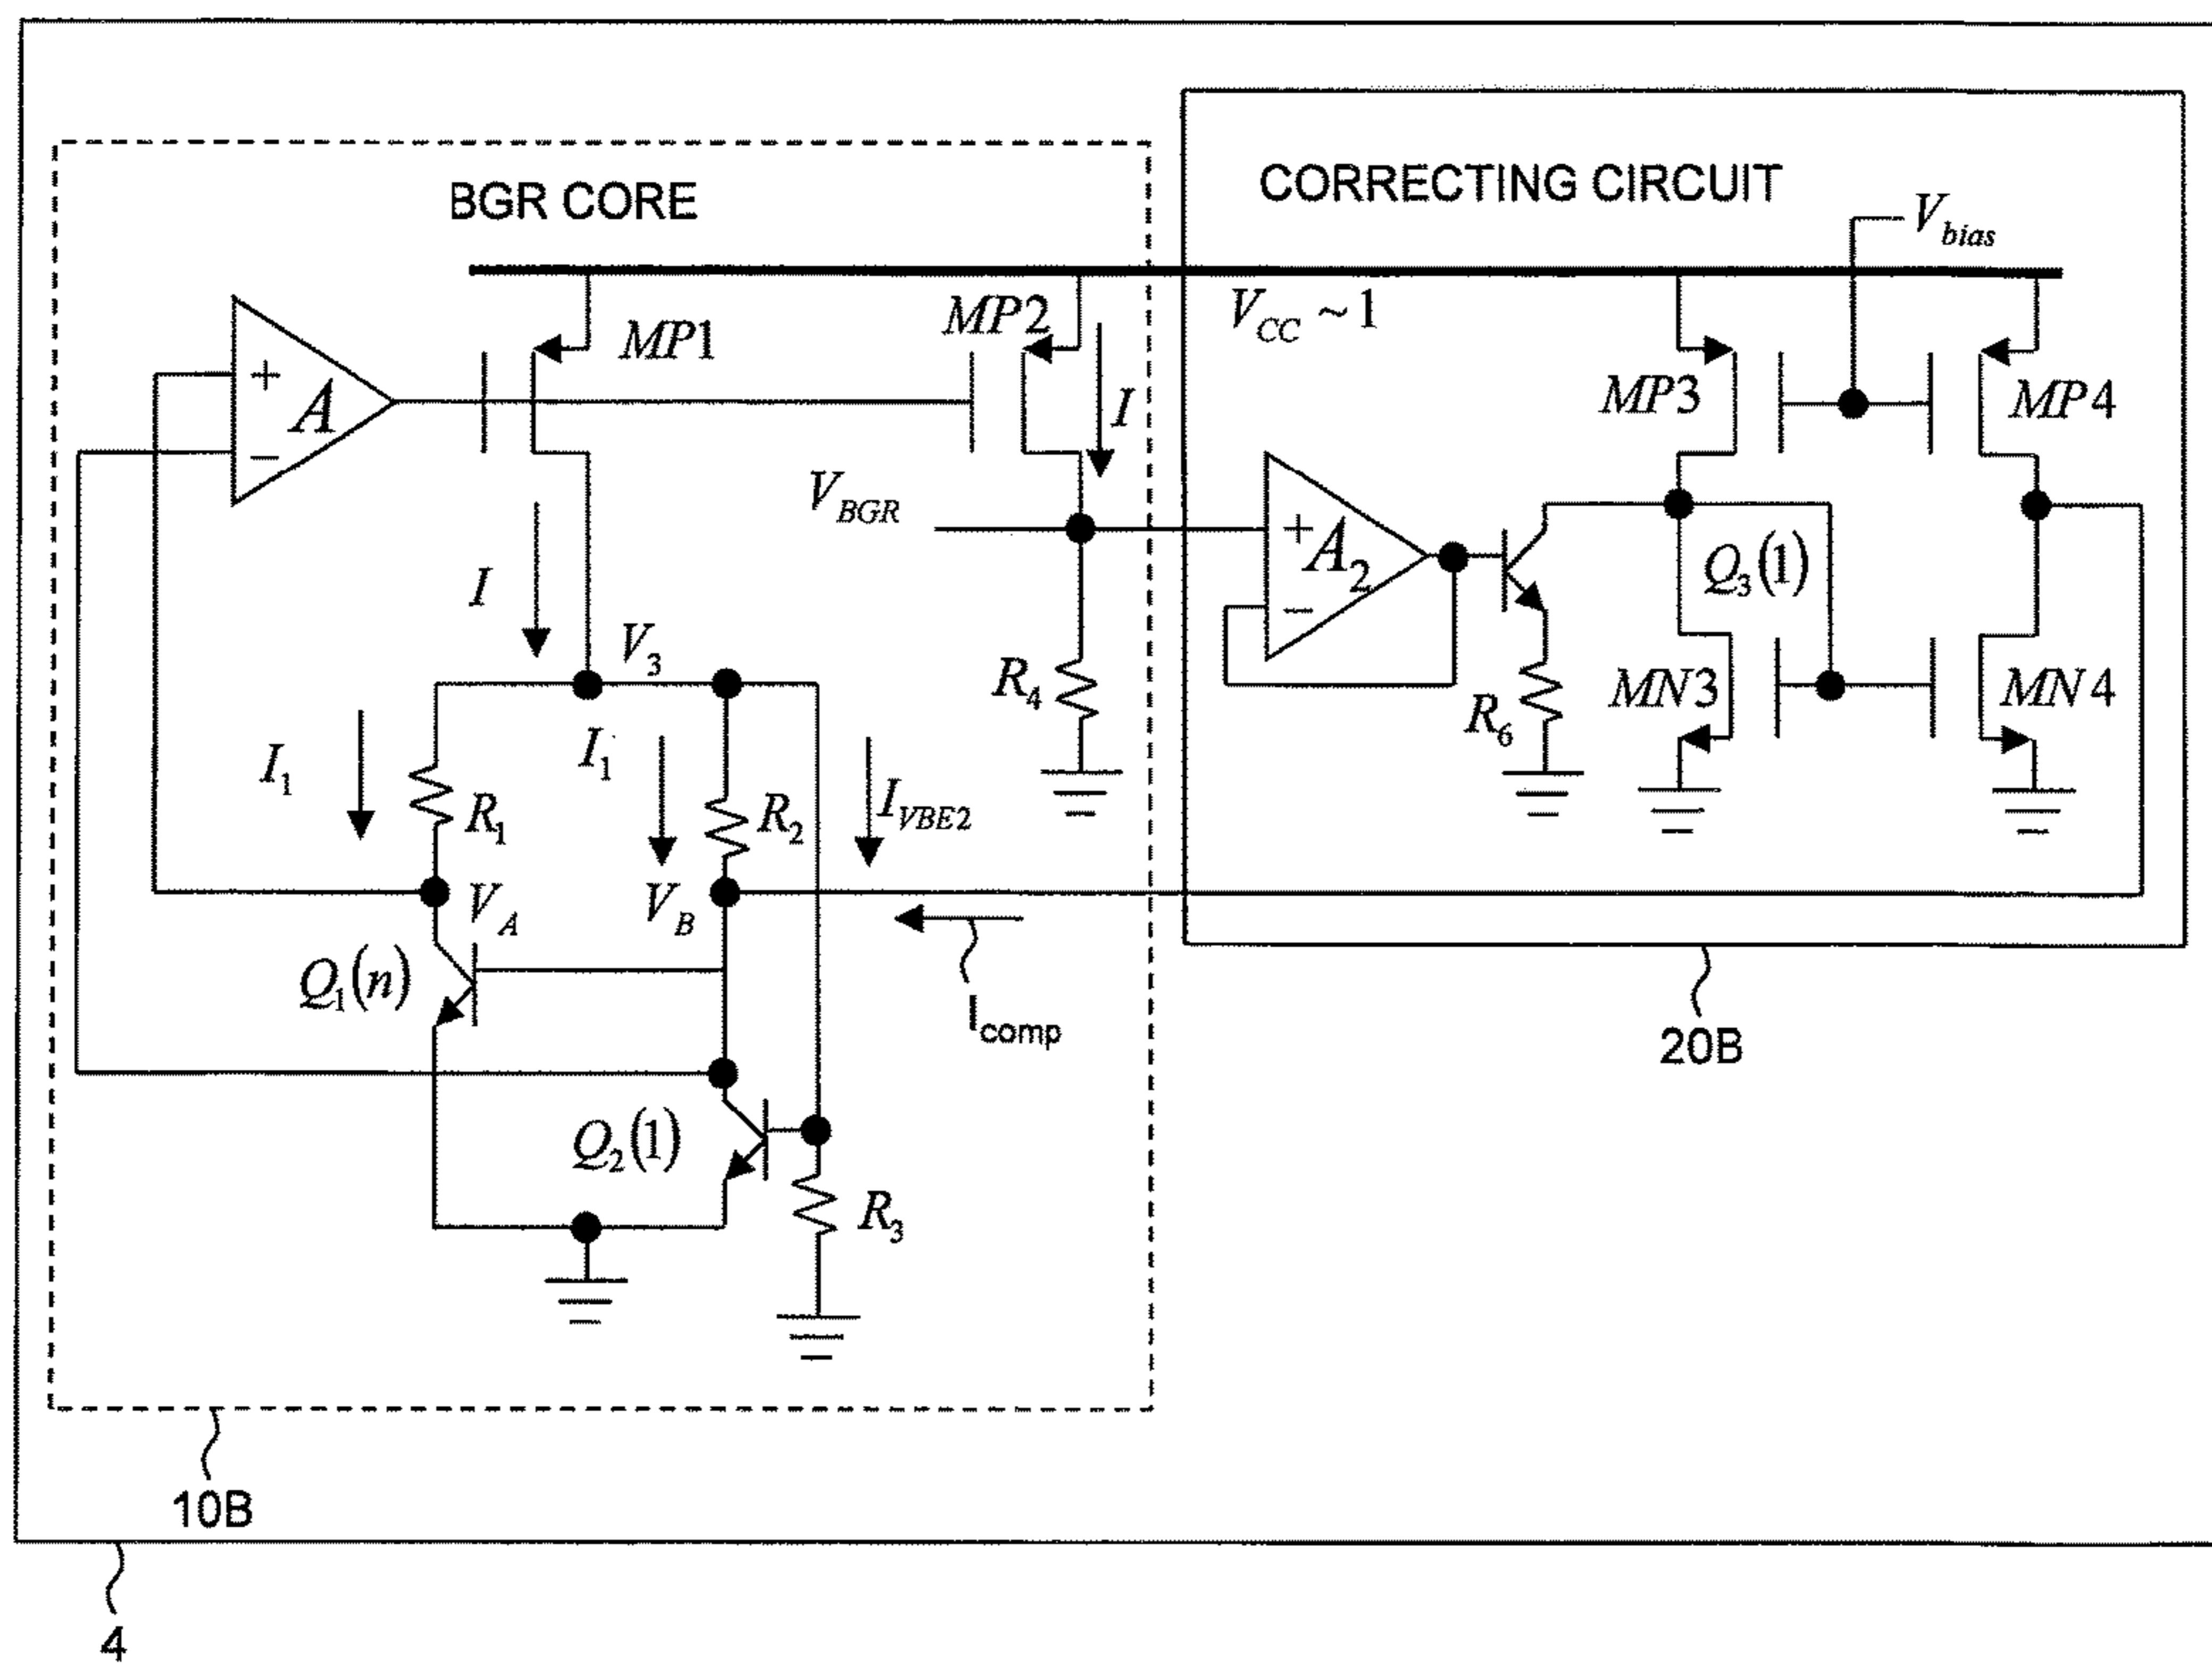 BGR CORE
CORRECTING CIRCUIT
V_bias
MP1
MP2
V_CC ~ 1
MP3
MP4
+
A
−
I
V_BGR
+
A_2
−
Q_3(1)
I
V_3
R_4
R_6
MN3
MN4
I_1
I_1
R_1
R_2
I_VBE2
V_A
V_B
Q_1(n)
I_comp
20B
Q_2(1)
R_3
10B
4